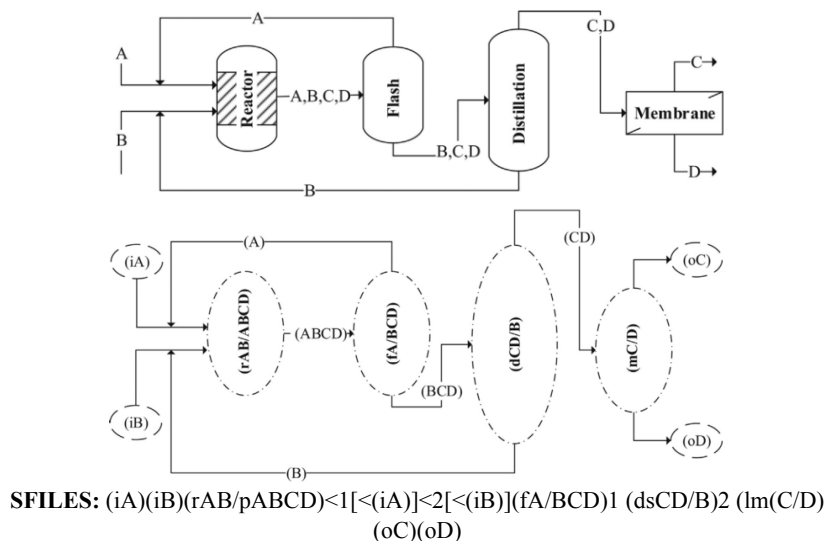 A
C,D
A
Reactor
A,B,C,D
Flash
Distillation
C
Membrane
B
B,C,D
D
B
(A)
(CD)
(iA)
(oC)
(rAB/ABCD)
(ABCD)
(fA/BCD)
(dCD/B)
(mC/D)
(BCD)
(iB)
(oD)
(B)
SFILES: (iA)(iB)(rAB/pABCD)<1[<(iA)]<2[<(iB)](fA/BCD)1 (dsCD/B)2 (lm(C/D)
(oC)(oD)